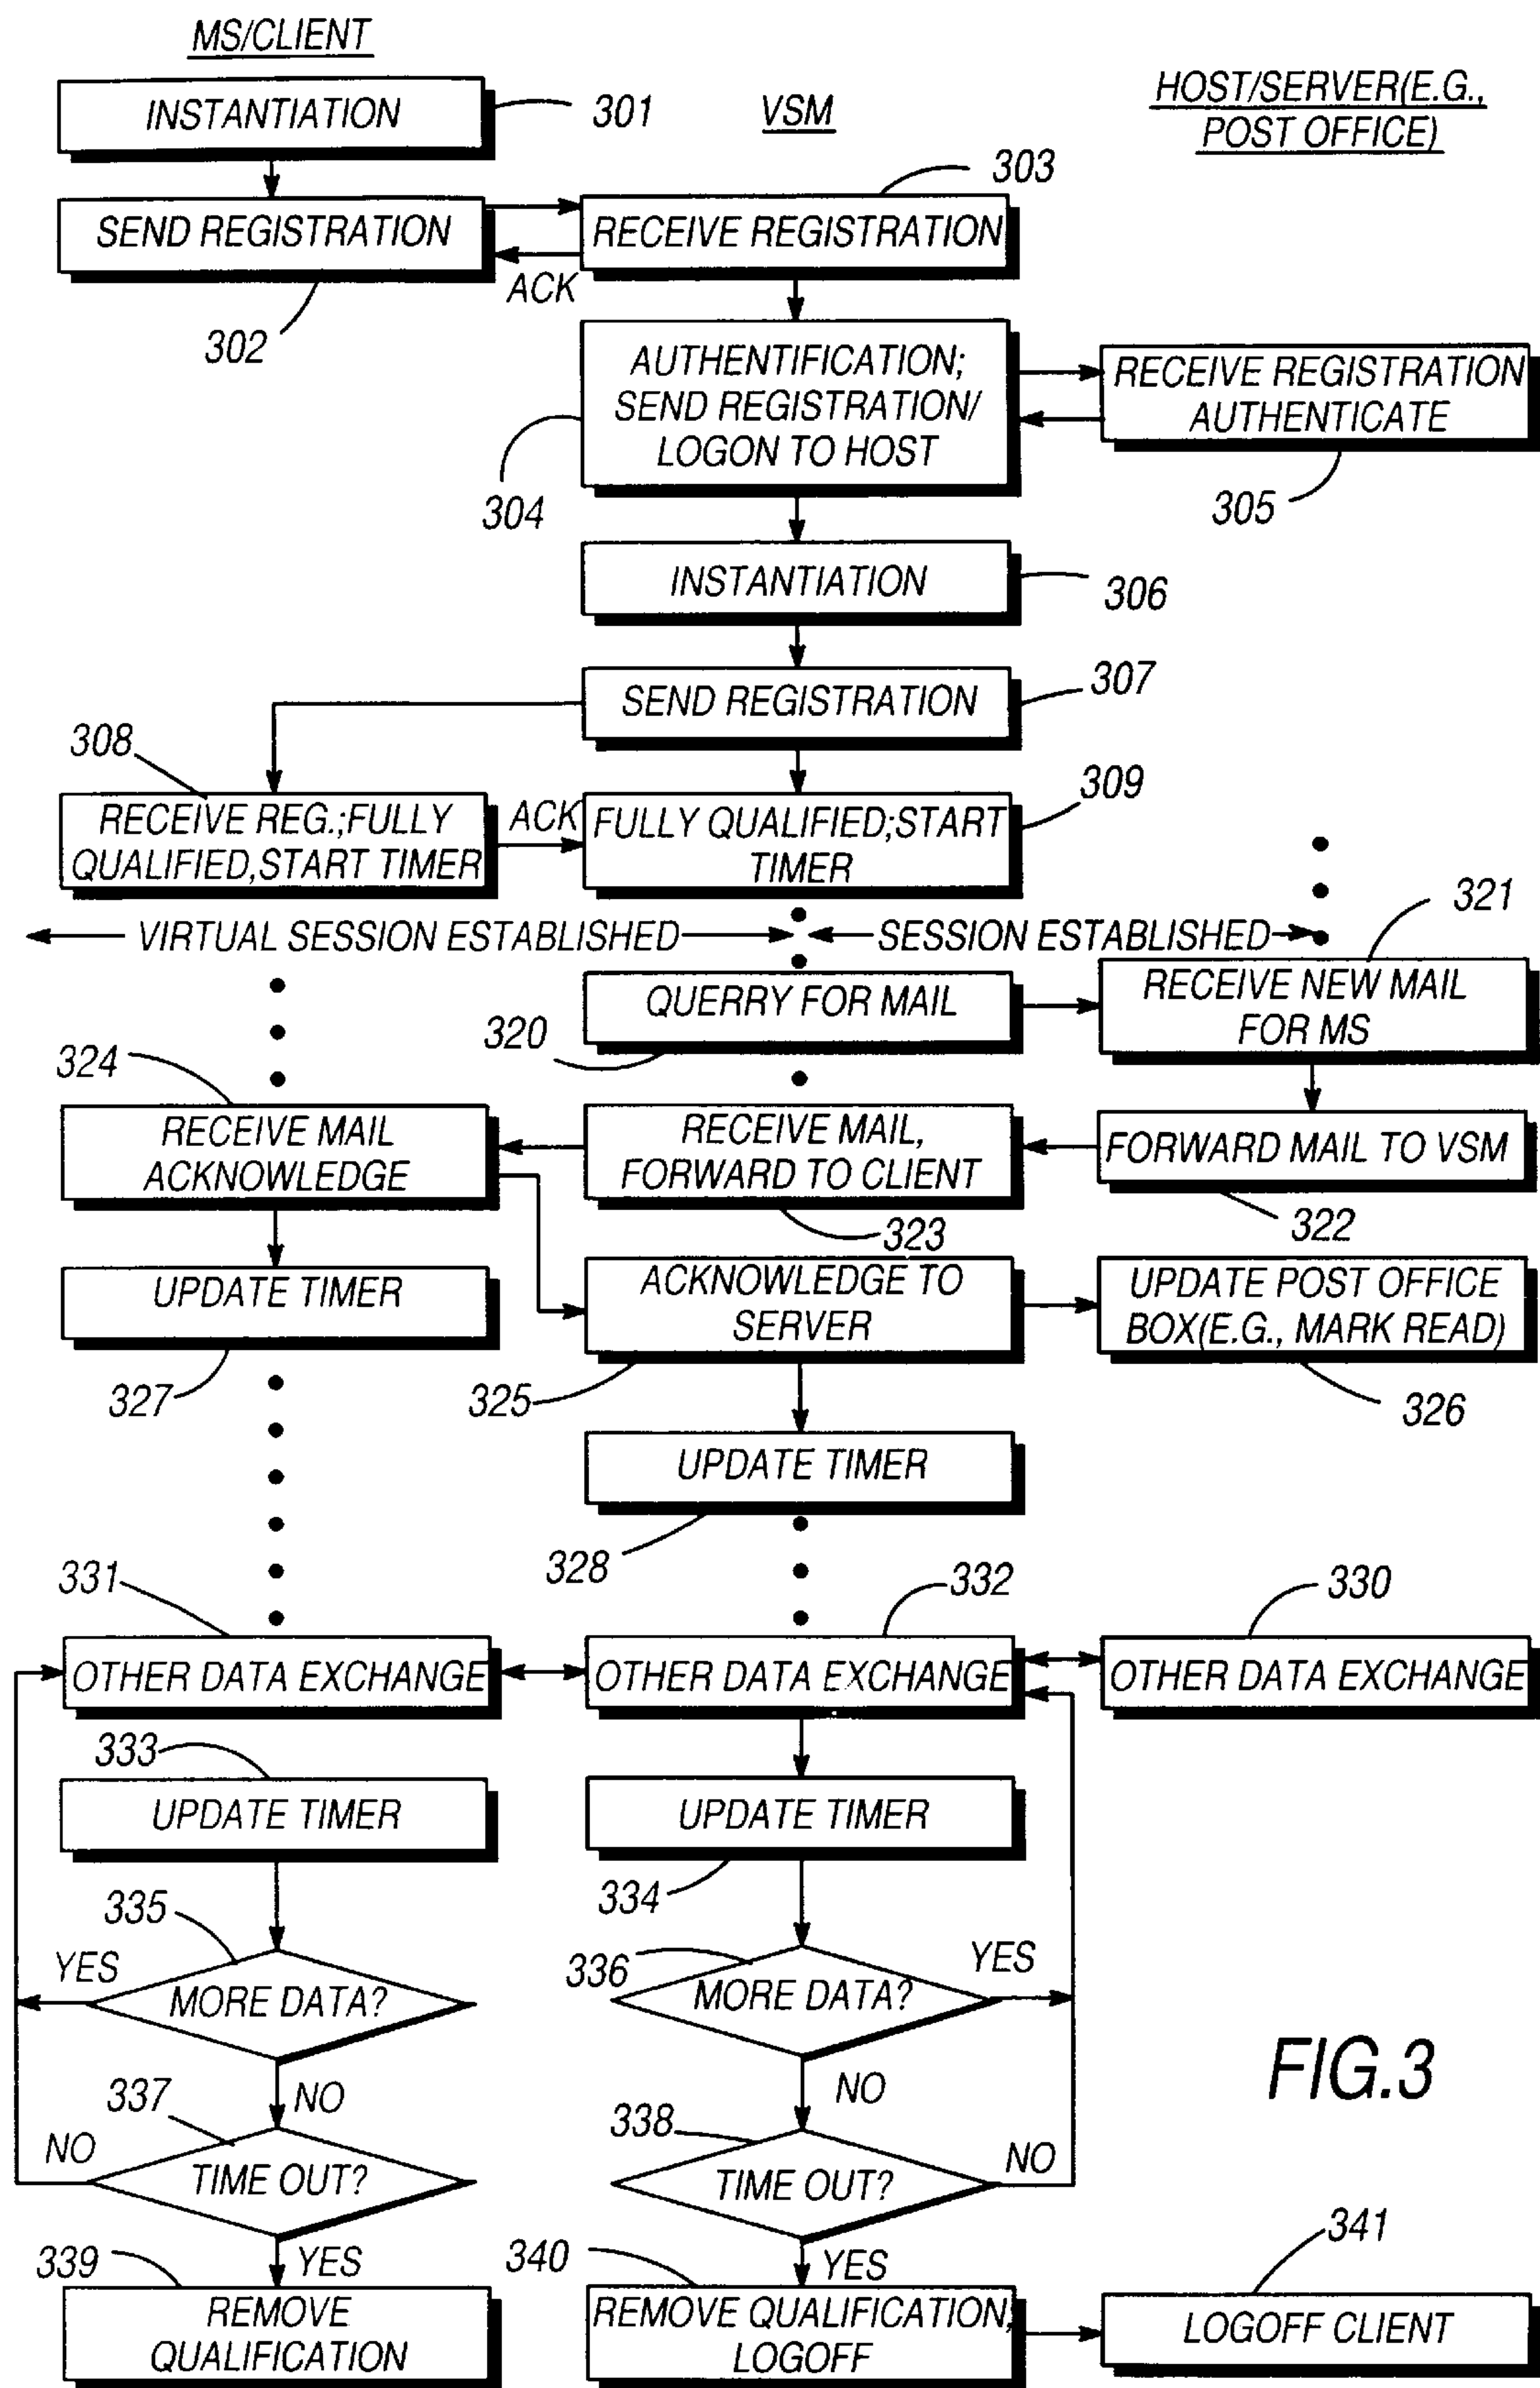 MS/CLIENT
VSM
HOST/SERVER(E.G.,
POST OFFICE)
INSTANTIATION
301
303
SEND REGISTRATION
RECEIVE REGISTRATION
ACK
302
AUTHENTIFICATION;
SEND REGISTRATION/
LOGON TO HOST
RECEIVE REGISTRATION
AUTHENTICATE
304
305
INSTANTIATION
306
SEND REGISTRATION
307
308
309
RECEIVE REG.;FULLY
QUALIFIED,START TIMER
ACK
FULLY QUALIFIED;START
TIMER
VIRTUAL SESSION ESTABLISHED
SESSION ESTABLISHED
321
QUERRY FOR MAIL
RECEIVE NEW MAIL
FOR MS
320
324
RECEIVE MAIL
ACKNOWLEDGE
RECEIVE MAIL,
FORWARD TO CLIENT
FORWARD MAIL TO VSM
323
322
UPDATE TIMER
ACKNOWLEDGE TO
SERVER
UPDATE POST OFFICE
BOX(E.G., MARK READ)
327
325
326
UPDATE TIMER
328
331
332
330
OTHER DATA EXCHANGE
OTHER DATA EXCHANGE
OTHER DATA EXCHANGE
333
UPDATE TIMER
UPDATE TIMER
334
335
YES
MORE DATA?
336
YES
MORE DATA?
NO
NO
337
338
NO
TIME OUT?
TIME OUT?
NO
FIG.3
YES
YES
339
340
341
REMOVE
QUALIFICATION
REMOVE QUALIFICATION,
LOGOFF
LOGOFF CLIENT